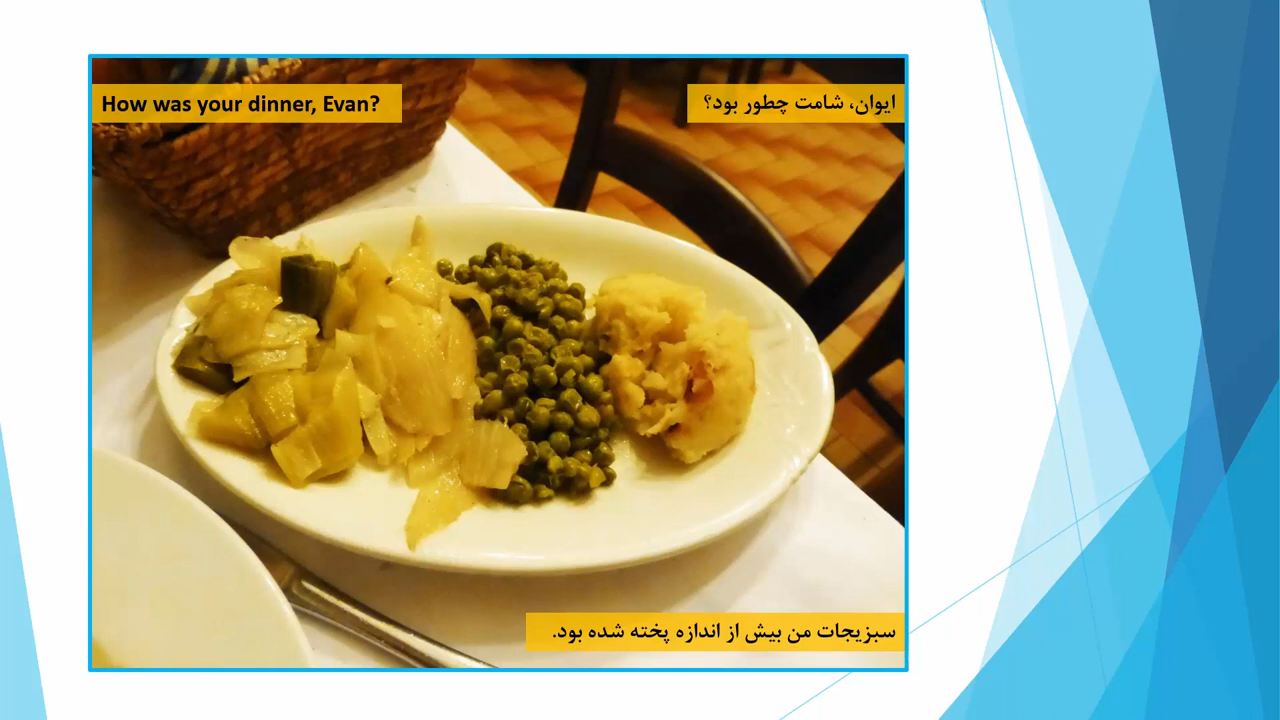 How was your dinner, Evan?
ایوان، شامت چطور بود؟
سبزیجات من بیش از اندازه پخته شده بود.